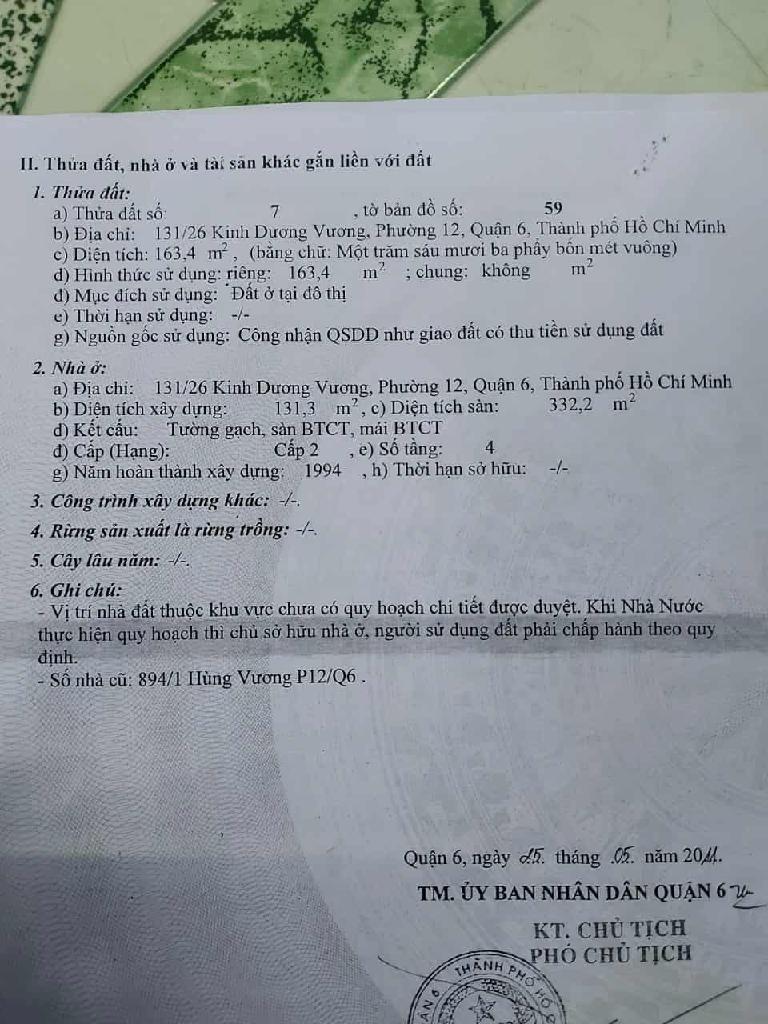 II. Thửa đất, nhà ở và tài sản khác gắn liền với đất
1. Thửa đất:
a) Thửa đất số: 7 , tờ bản đồ số: 59
b) Địa chỉ: 131/26 Kinh Dương Vương, Phường 12, Quận 6, Thành phố Hồ Chí Minh
c) Diện tích: 163,4 m², (bằng chữ: Một trăm sáu mươi ba phẩy bốn mét vuông)
d) Hình thức sử dụng: riêng: 163,4 m² ; chung: không m²
đ) Mục đích sử dụng: Đất ở tại đô thị
e) Thời hạn sử dụng: -/-
g) Nguồn gốc sử dụng: Công nhận QSDĐ như giao đất có thu tiền sử dụng đất
2. Nhà ở:
a) Địa chỉ: 131/26 Kinh Dương Vương, Phường 12, Quận 6, Thành phố Hồ Chí Minh
b) Diện tích xây dựng: 131,3 m², c) Diện tích sàn: 332,2 m²
d) Kết cấu: Tường gạch, sàn BTCT, mái BTCT
đ) Cấp (Hạng): Cấp 2 , e) Số tầng: 4
g) Năm hoàn thành xây dựng: 1994 , h) Thời hạn sở hữu: -/-
3. Công trình xây dựng khác: -/-.
4. Rừng sản xuất là rừng trồng: -/-.
5. Cây lâu năm: -/-.
6. Ghi chú:
- Vị trí nhà đất thuộc khu vực chưa có quy hoạch chi tiết được duyệt. Khi Nhà Nước
thực hiện quy hoạch thì chủ sở hữu nhà ở, người sử dụng đất phải chấp hành theo quy
định.
- Số nhà cũ: 894/1 Hùng Vương P12/Q6 .
Quận 6, ngày 25. tháng .05. năm 2011.
TM. ỦY BAN NHÂN DÂN QUẬN 6
KT. CHỦ TỊCH
PHÓ CHỦ TỊCH
THÀNH PHỐ HỒ